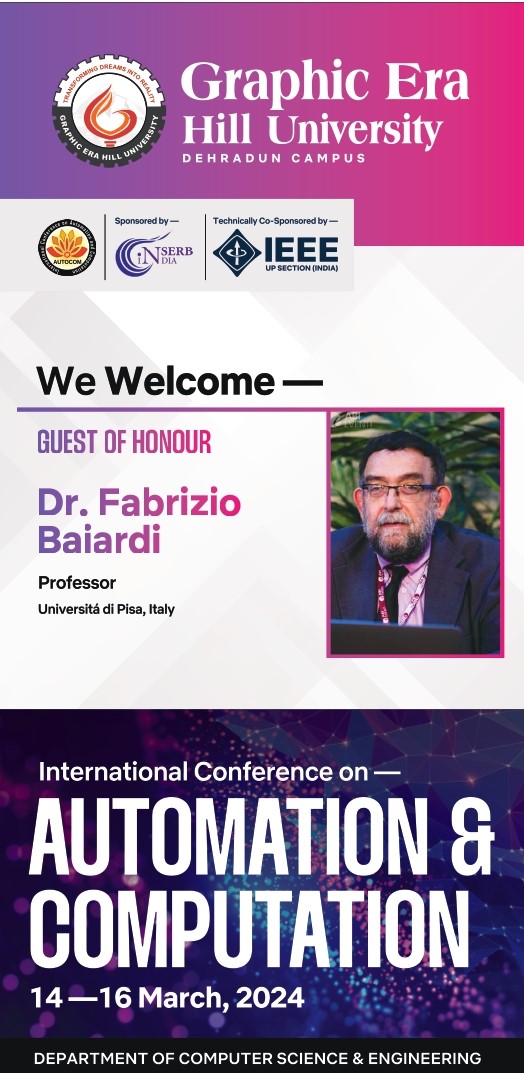 TRANSFORMING DREAMS INTO REALITY
GRAPHIC ERA HILL UNIVERSITY
Graphic Era
Hill University
DEHRADUN CAMPUS
AUTOCOM
Sponsored by —
iNSERB
INDIA
Technically Co-Sponsored by —
IEEE
UP SECTION (INDIA)
We Welcome —
GUEST OF HONOUR
Dr. Fabrizio
Baiardi
Professor
Universitá di Pisa, Italy
International Conference on —
AUTOMATION &
COMPUTATION
14 —16 March, 2024
DEPARTMENT OF COMPUTER SCIENCE & ENGINEERING